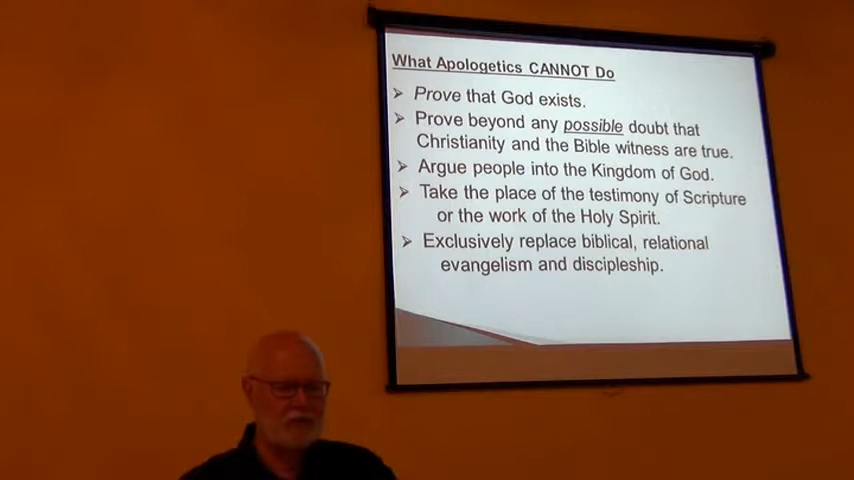 What Apologetics CANNOT Do
➢ Prove that God exists.
➢ Prove beyond any possible doubt that
Christianity and the Bible witness are true.
➢ Argue people into the Kingdom of God.
➢ Take the place of the testimony of Scripture
or the work of the Holy Spirit.
➢ Exclusively replace biblical, relational
evangelism and discipleship.